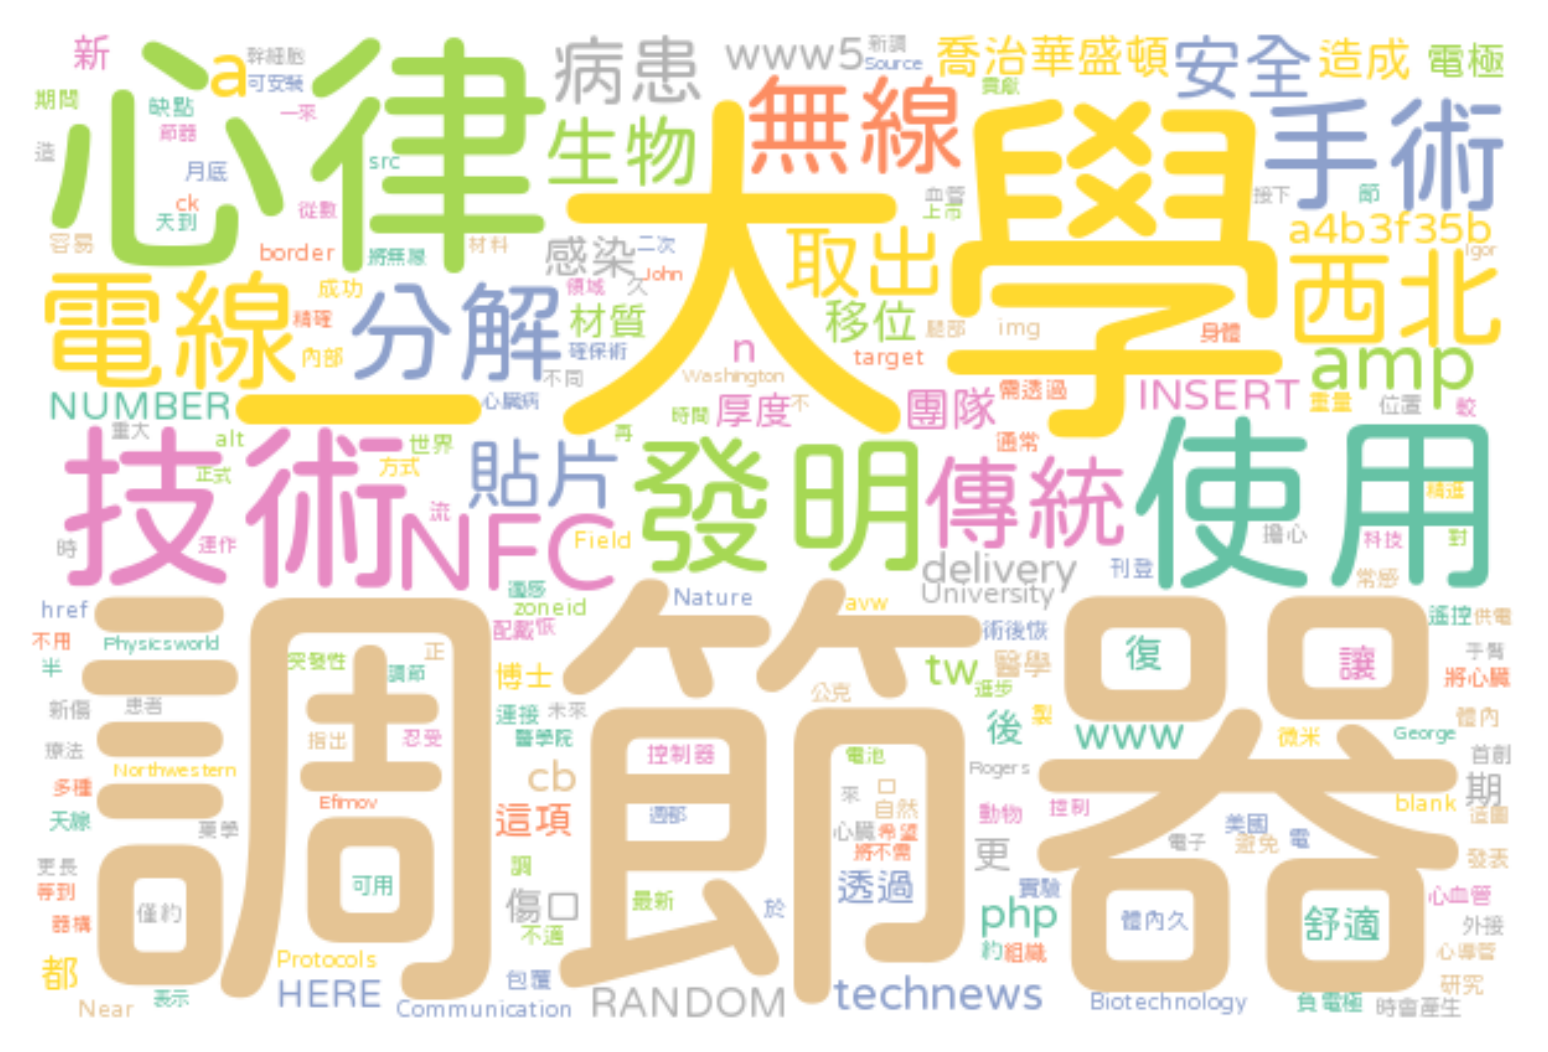 新
a
幹細胞
病患
www5
新調
Source
喬治華盛頓
安全
造成
電極
心律
可安裝
期間
缺點
一來
節器
貢獻
無線
大學
手術
生物
造
src
月底
ck
從數
天到
血管
上市
接下
節
a4b3f35b
容易
border
將無線
材料
感染
二次
John
取出
Igor
西北
電線
成功
分解
領域
久
材質
移位
腿部
img
精確
身體
內部
確保術
n
target
amp
不同
Washington
NUMBER
一
心臟病
時間
厚度
不
團隊
需透過
INSERT
重量
位置
較
重大
alt
世界
再
通常
技術
正式
方式
貼片
發明
傳統
使用
精進
流
NFC
時
運作
Field
擔心
科技
對
delivery
刊登
常感
University
href
zoneid
Nature
avw
遙控
供電
不用
Physicsworld
配戴
恢
術後恢
調節器
半
突發性
正
調節
博士
tw
醫學
復
讓
手臂
將心臟
進步
公克
新傷
患者
連接
未來
後
製
體內
療法
指出
忍受
醫學院
www
微米
George
控制器
電池
首創
Northwestern
cb
Rogers
多種
來
口
自然
期
Efimov
blank
天線
藥學
這項
心臟
希望
動物
控制
美國
電子
避免
電
將不需
更
發表
更長
調
等到
可用
透過
實驗
心血管
僅約
傷口
最新
於
php
體內久
舒適
器構
不適
外接
約
組織
心導管
都
Protocols
包覆
研究
Near
表示
HERE
Communication
RANDOM
technews
Biotechnology
負電極
時會產生